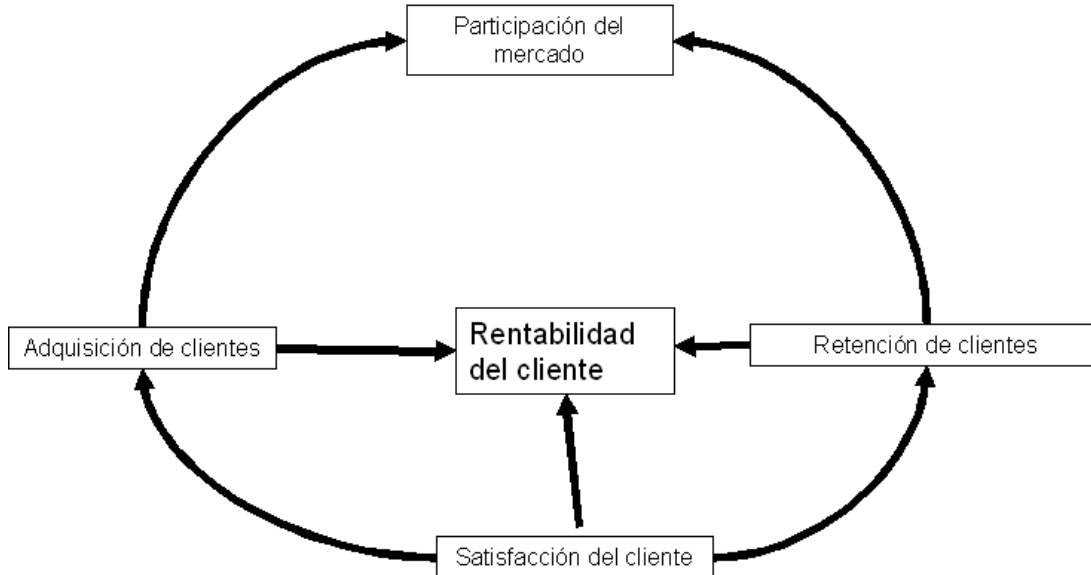 Participación del
mercado
Adquisición de clientes
Rentabilidad
del cliente
Retención de clientes
Satisfacción del cliente